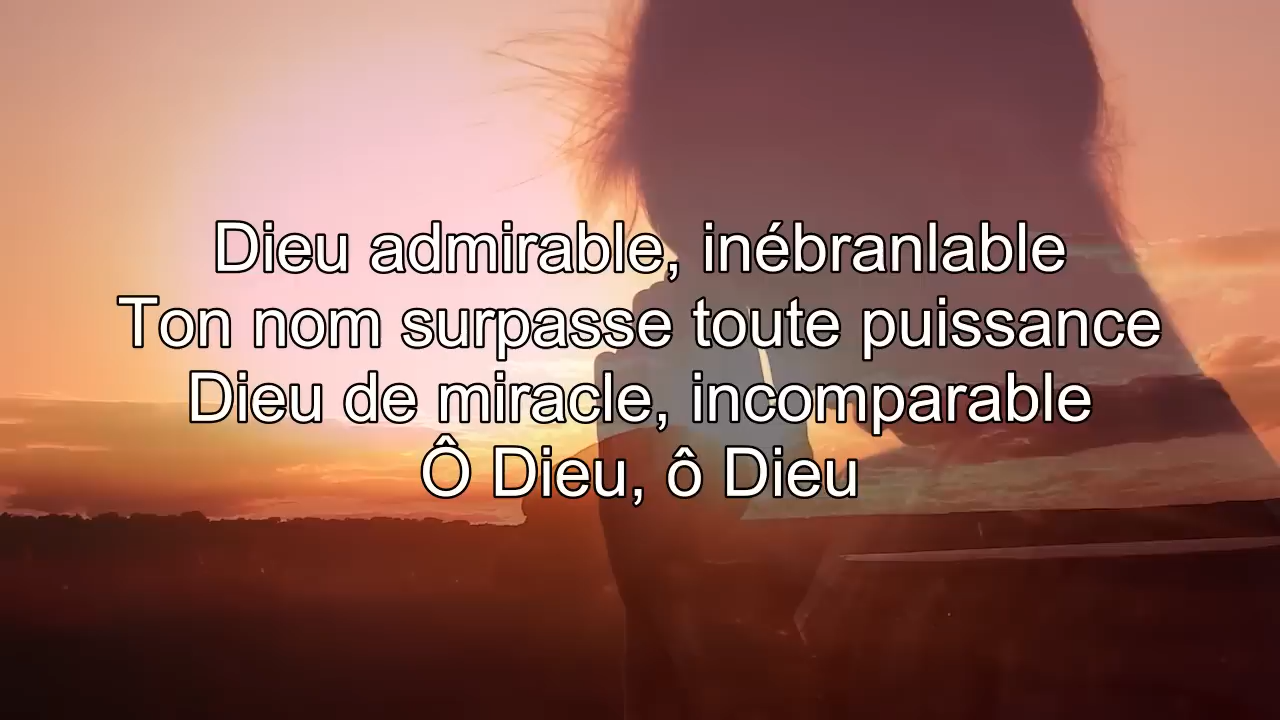 Dieu admirable, inébranlable
Ton nom surpasse toute puissance
Dieu de miracle, incomparable
Ô Dieu, ô Dieu